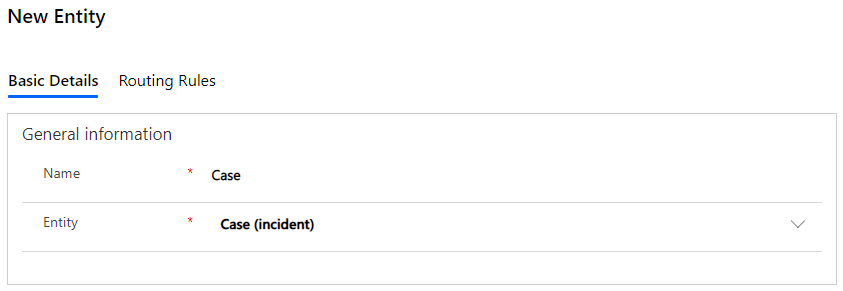 New Entity
Basic Details Routing Rules
General information
Name * Case
Entity * Case (incident)